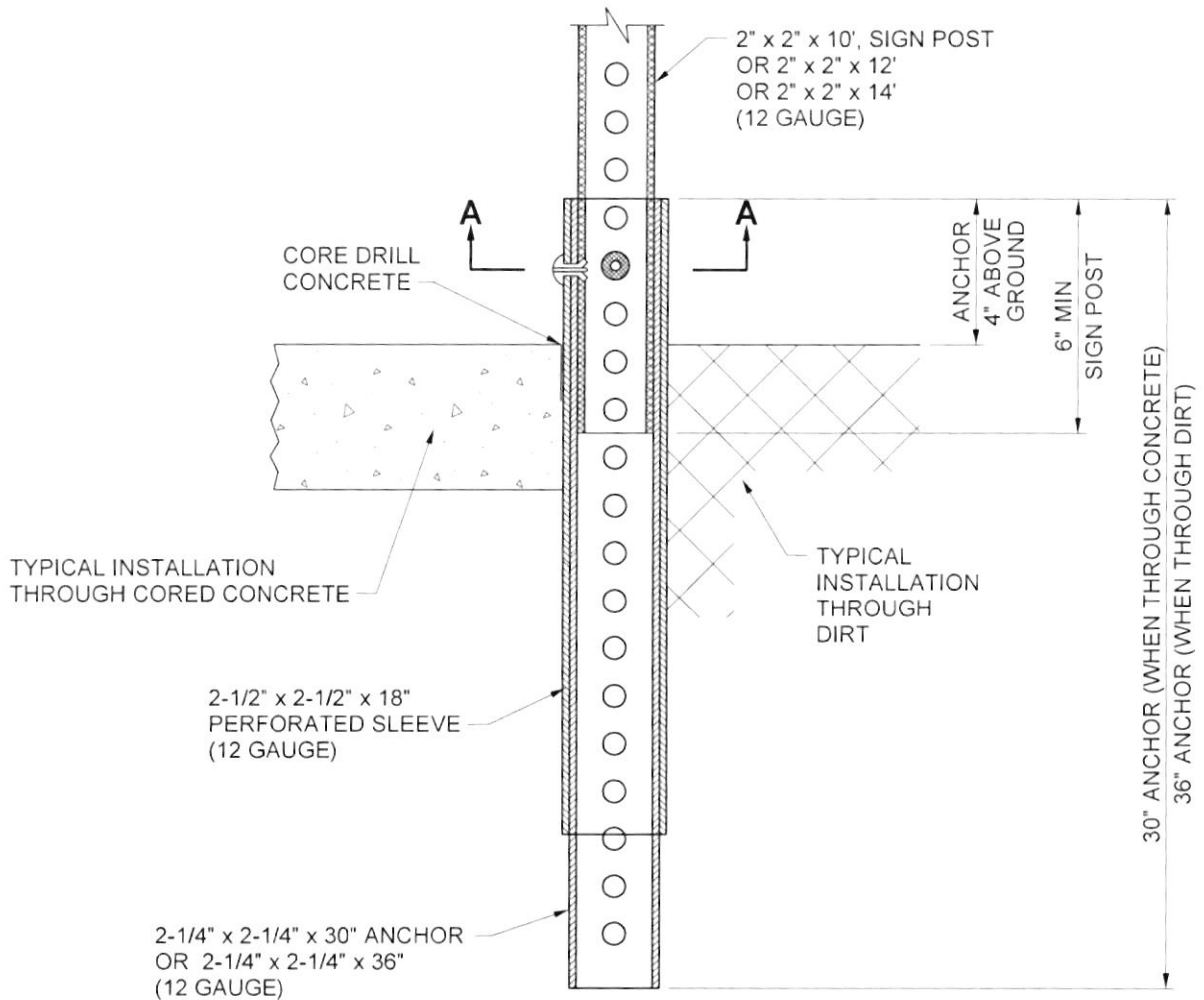 2" x 2" x 10', SIGN POST
OR 2" x 2" x 12'
OR 2" x 2" x 14'
(12 GAUGE)
A
A
CORE DRILL
CONCRETE
ANCHOR
4" ABOVE
GROUND
6" MIN
SIGN POST
30" ANCHOR (WHEN THROUGH CONCRETE)
36" ANCHOR (WHEN THROUGH DIRT)
TYPICAL INSTALLATION
THROUGH CORED CONCRETE
TYPICAL
INSTALLATION
THROUGH
DIRT
2-1/2" x 2-1/2" x 18"
PERFORATED SLEEVE
(12 GAUGE)
2-1/4" x 2-1/4" x 30" ANCHOR
OR 2-1/4" x 2-1/4" x 36"
(12 GAUGE)